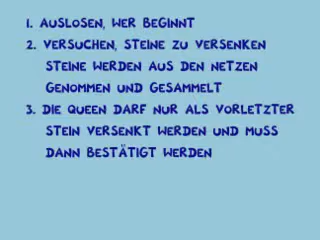 1. AUSLOSEN, WER BEGINNT
2. VERSUCHEN, STEINE ZU VERSENKEN
STEINE WERDEN AUS DEN NETZEN
GENOMMEN UND GESAMMELT
3. DIE QUEEN DARF NUR ALS VORLETZTER
STEIN VERSENKT WERDEN UND MUSS
DANN BESTÄTIGT WERDEN